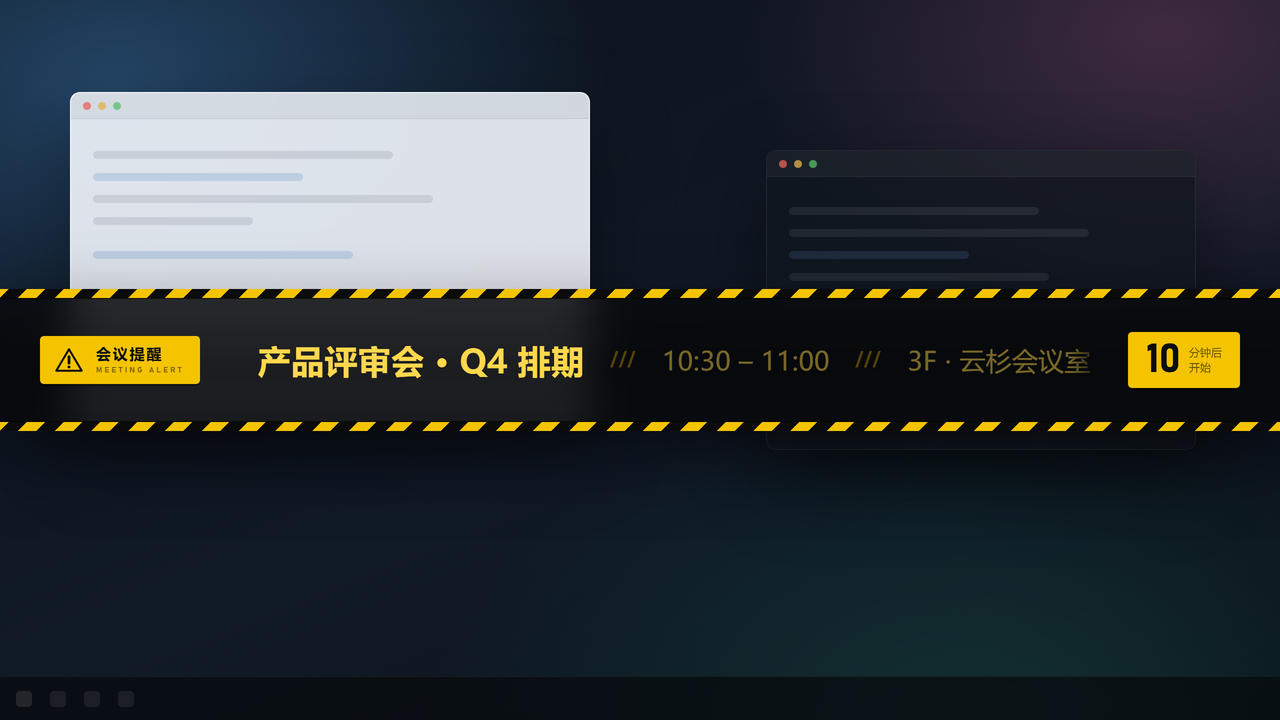 会议提醒
MEETING ALERT
产品评审会 • Q4 排期 /// 10:30 – 11:00 /// 3F · 云杉会议室
10 分钟后
开始